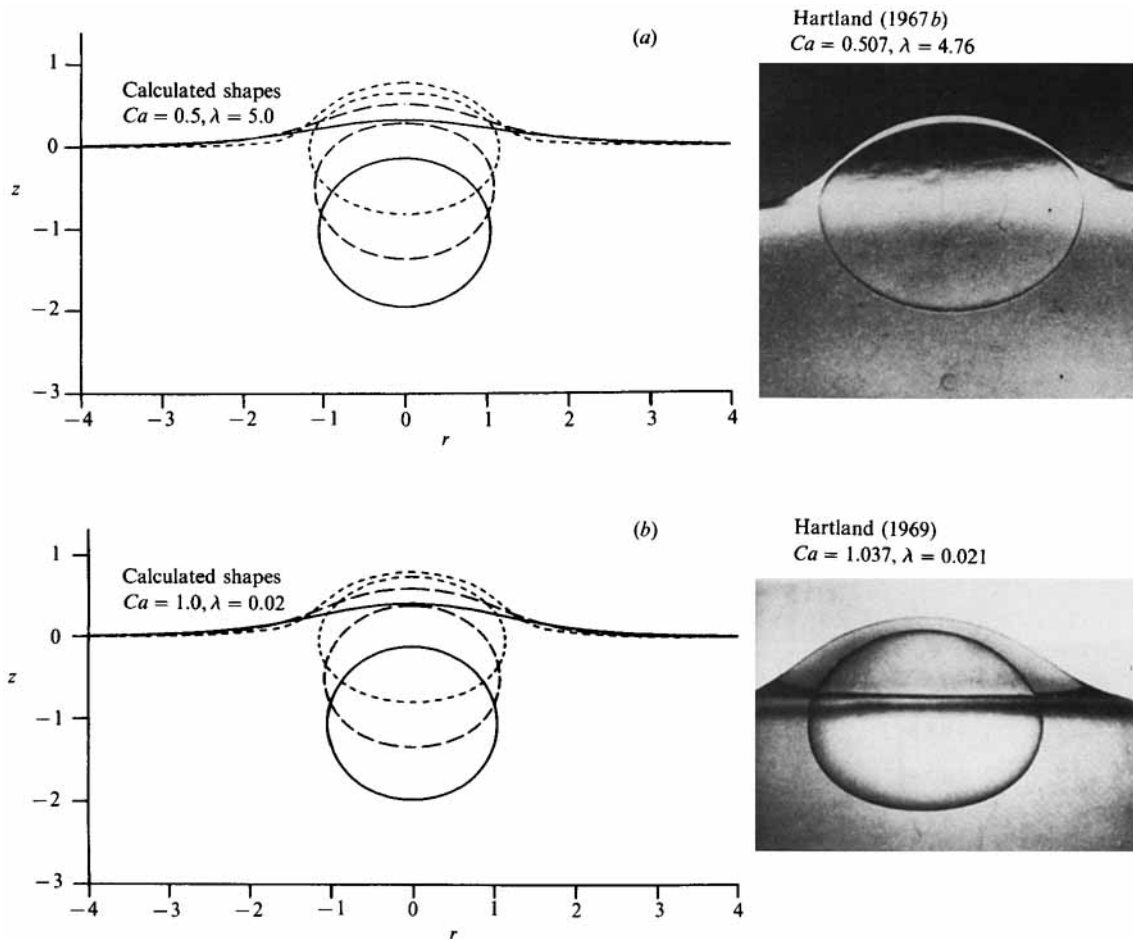 (a)
Calculated shapes
Ca = 0.5, λ = 5.0
1
0
z
−1
−2
−3
−4 −3 −2 −1 0 1 2 3 4
r
Hartland (1967b)
Ca = 0.507, λ = 4.76
(b)
Calculated shapes
Ca = 1.0, λ = 0.02
1
0
z
−1
−2
−3
−4 −3 −2 −1 0 1 2 3 4
r
Hartland (1969)
Ca = 1.037, λ = 0.021